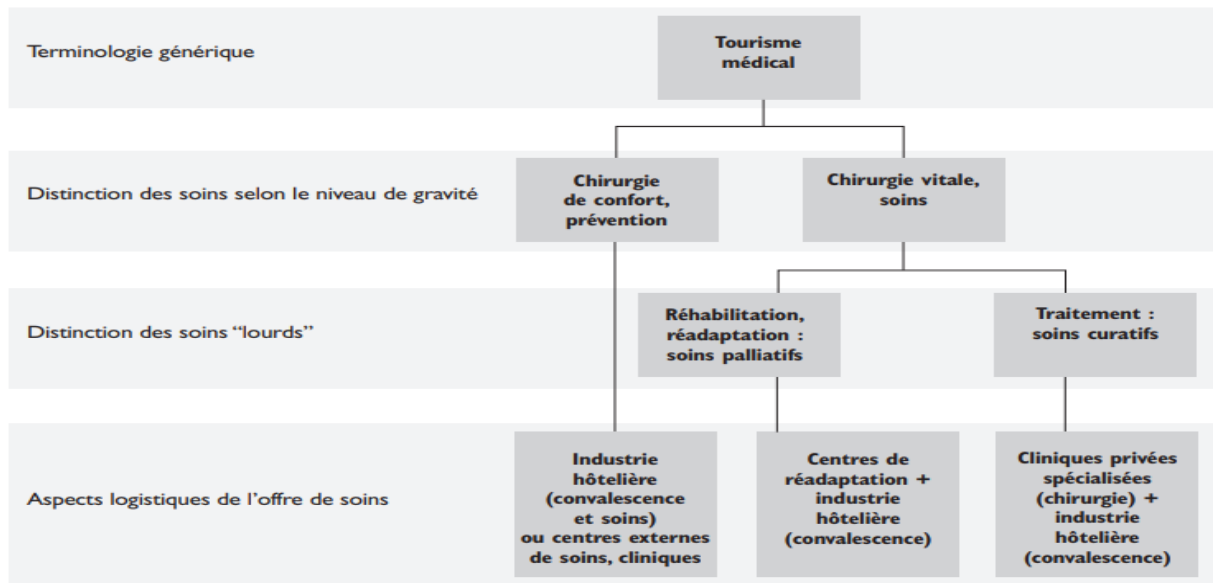 Terminologie générique
Tourisme
médical
Distinction des soins selon le niveau de gravité
Chirurgie
de confort,
prévention
Chirurgie vitale,
soins
Distinction des soins “lourds”
Réhabilitation,
réadaptation :
soins palliatifs
Traitement :
soins curatifs
Aspects logistiques de l’offre de soins
Industrie
hôtelière
(convalescence
et soins)
ou centres externes
de soins, cliniques
Centres de
réadaptation +
industrie
hôtelière
(convalescence)
Cliniques privées
spécialisées
(chirurgie) +
industrie
hôtelière
(convalescence)